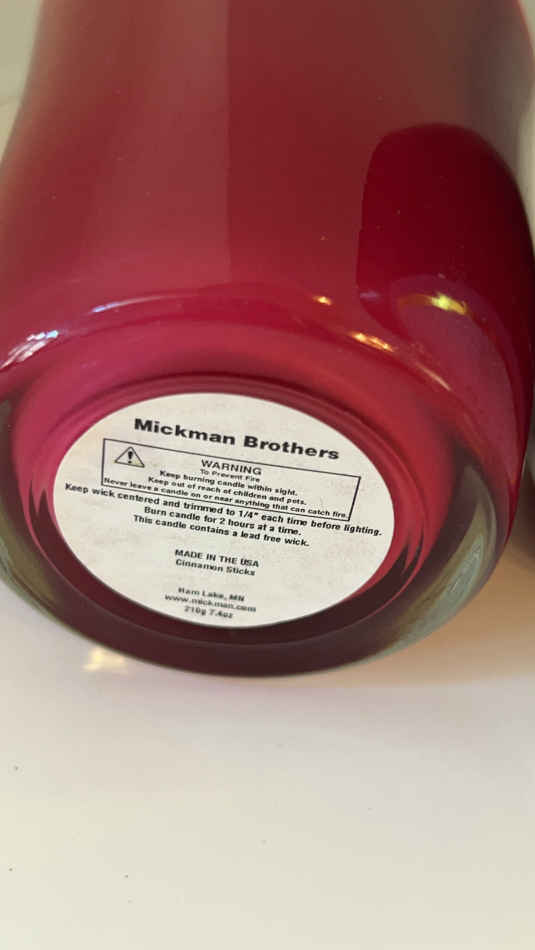 Mickman Brothers
WARNING
To Prevent Fire
Keep burning candle within sight.
Keep out of reach of children and pets.
Never leave a candle on or near anything that can catch fire.
Keep wick centered and trimmed to 1/4" each time before lighting.
Burn candle for 2 hours at a time.
This candle contains a lead free wick.
MADE IN THE USA
Cinnamon Sticks
Ham Lake, MN
www.mickman.com
210g 7.4oz